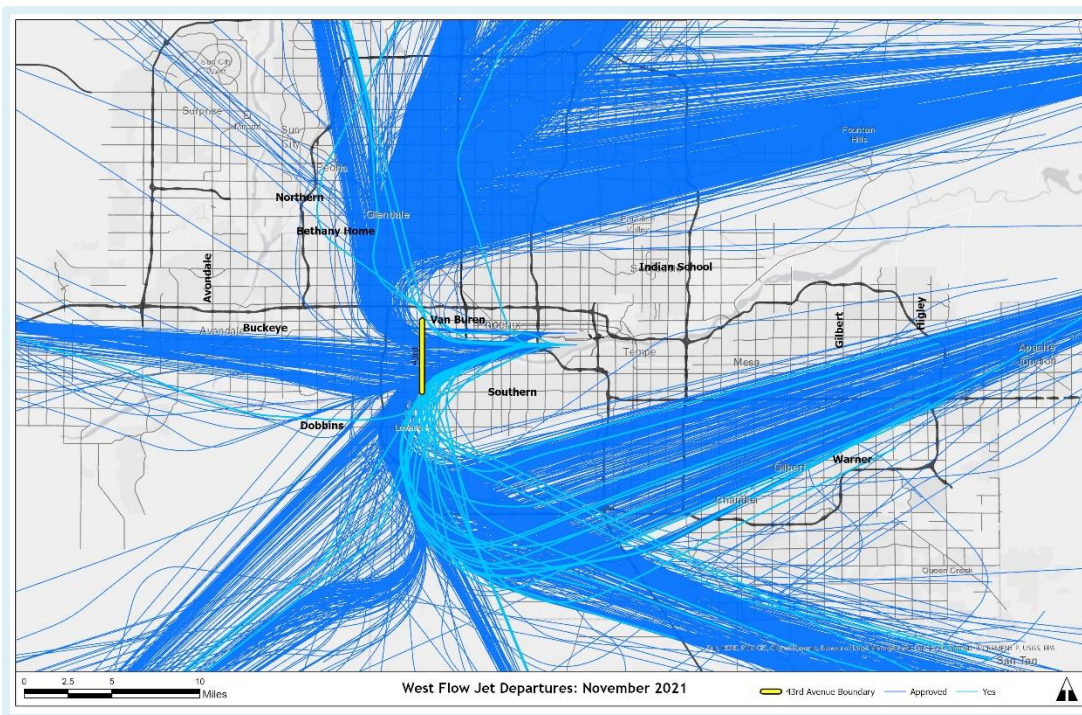 Sun City
West
Surprise
El
Mirage
Sun
City
Peoria
Fountain
Hills
Northern
Glendale
Bethany Home
Paradise
Valley
Indian School
Avondale
Gilbert
Higley
Van Buren
Phoenix
Buckeye
Avondale
43rd
Tempe
Mesa
Apache
Junction
Southern
Dobbins
Laveen
Warner
Gilbert
Chandler
Queen Creek
San Tan
0 2.5 5 10
Miles
West Flow Jet Departures: November 2021
43rd Avenue Boundary Approved Yes